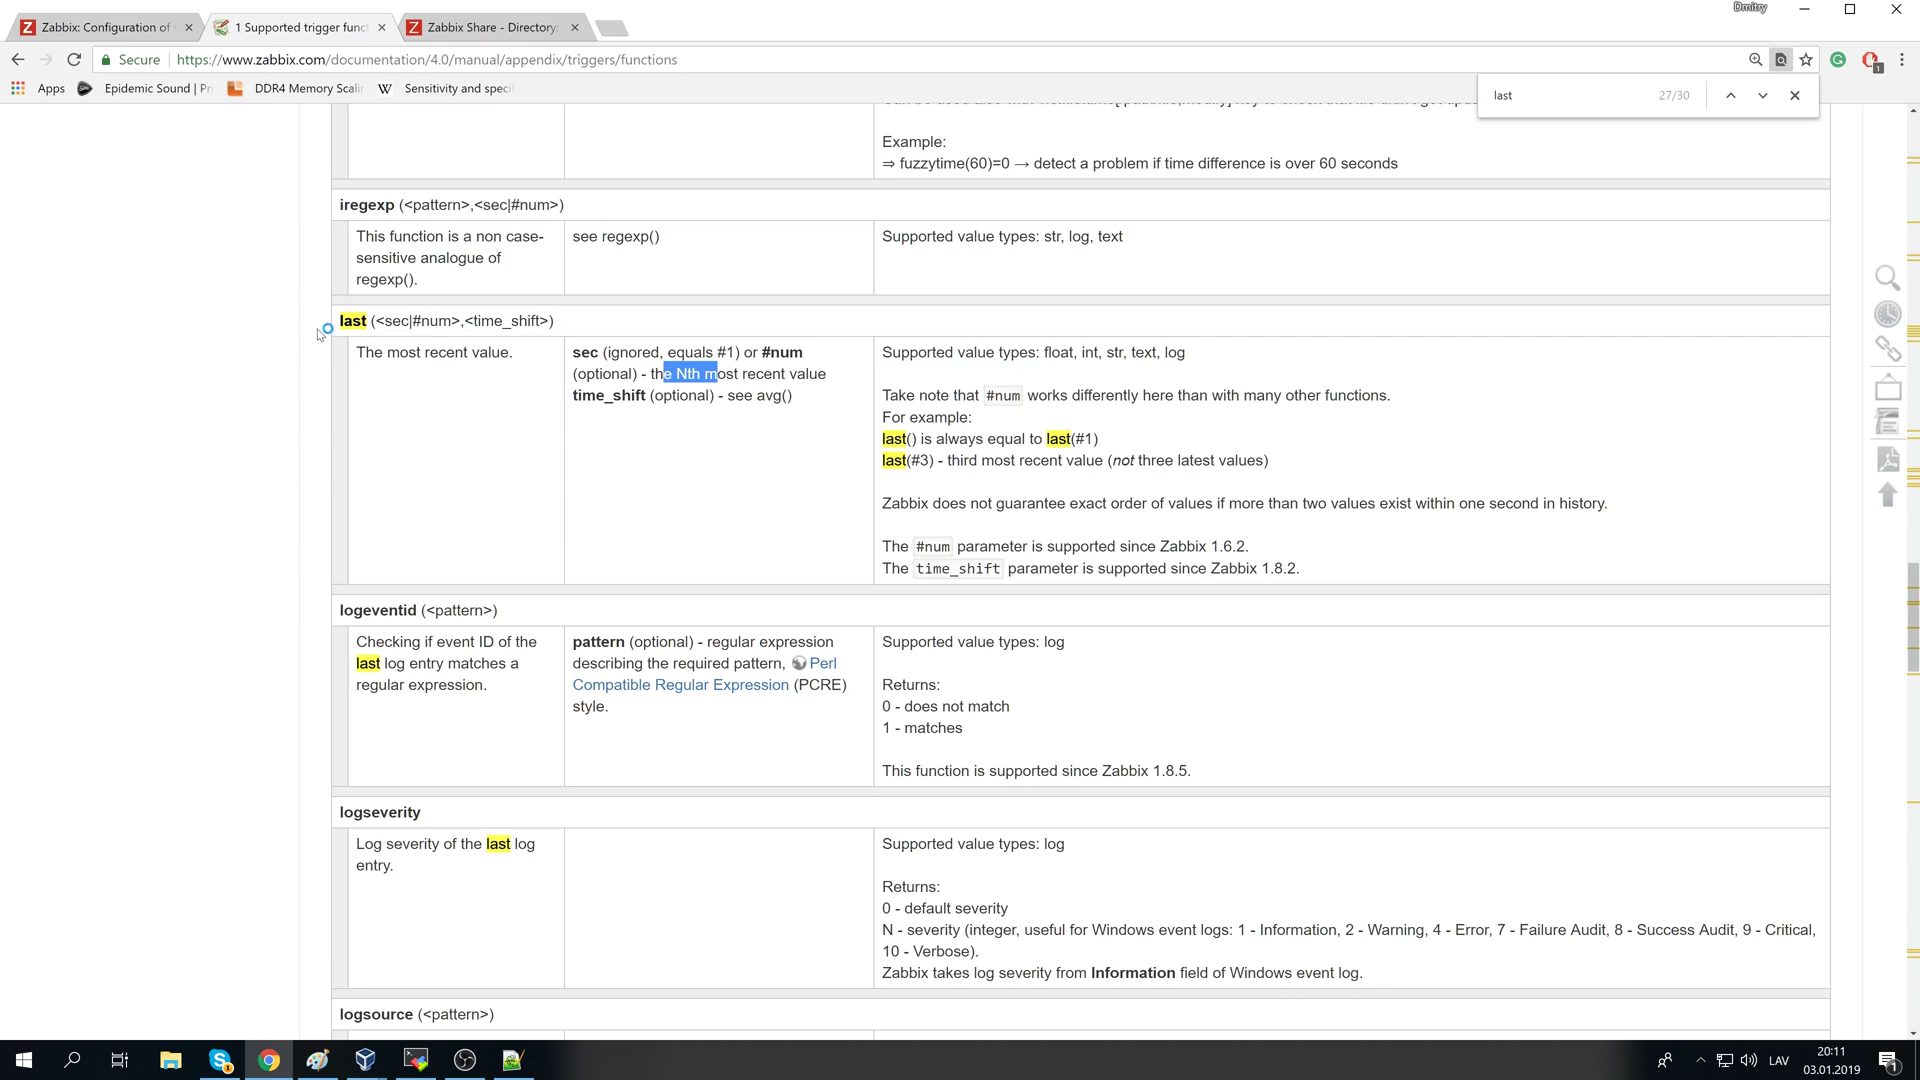 Dmitry
Zabbix: Configuration of
1 Supported trigger funct
Zabbix Share - Directory:
Secure https://www.zabbix.com/documentation/4.0/manual/appendix/triggers/functions
Apps Epidemic Sound | Pr DDR4 Memory Scali Sensitivity and speci
last 27/30
Example:
⇒ fuzzytime(60)=0 → detect a problem if time difference is over 60 seconds
iregexp (<pattern>,<sec|#num>)
This function is a non case-
sensitive analogue of
regexp().
see regexp()
Supported value types: str, log, text
last (<sec|#num>,<time_shift>)
The most recent value.
sec (ignored, equals #1) or #num
(optional) - the Nth most recent value
time_shift (optional) - see avg()
Supported value types: float, int, str, text, log
Take note that #num works differently here than with many other functions.
For example:
last() is always equal to last(#1)
last(#3) - third most recent value (not three latest values)
Zabbix does not guarantee exact order of values if more than two values exist within one second in history.
The #num parameter is supported since Zabbix 1.6.2.
The time_shift parameter is supported since Zabbix 1.8.2.
logeventid (<pattern>)
Checking if event ID of the
last log entry matches a
regular expression.
pattern (optional) - regular expression
describing the required pattern, Perl
Compatible Regular Expression (PCRE)
style.
Supported value types: log
Returns:
0 - does not match
1 - matches
This function is supported since Zabbix 1.8.5.
logseverity
Log severity of the last log
entry.
Supported value types: log
Returns:
0 - default severity
N - severity (integer, useful for Windows event logs: 1 - Information, 2 - Warning, 4 - Error, 7 - Failure Audit, 8 - Success Audit, 9 - Critical,
10 - Verbose).
Zabbix takes log severity from Information field of Windows event log.
logsource (<pattern>)
LAV
20:11
03.01.2019